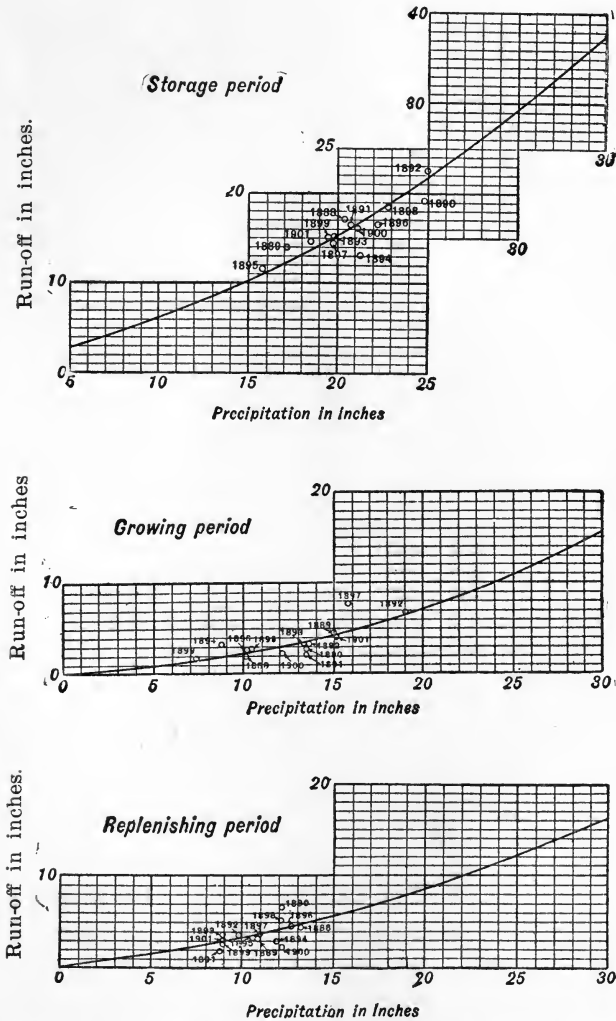 40
Storage period
80
25
30
1892
20
1891
1898
1890
1888
1899
1896
1901
1900
1893
1897
1894
1895
10
0
5 10 15 20 25
30
Run-off in inches.
Precipitation in inches
20
Growing period
10
1897
1892
1889
1901
1900
0
0 5 10 15 20 25 30
Run-off in inches
Precipitation in inches
20
Replenishing period
10
1890
1898 1896
1892 1897
1888
1901
1895 1894
1899 1889 1900
0
0 5 10 15 20 25 30
Run-off in inches.
Precipitation in inches